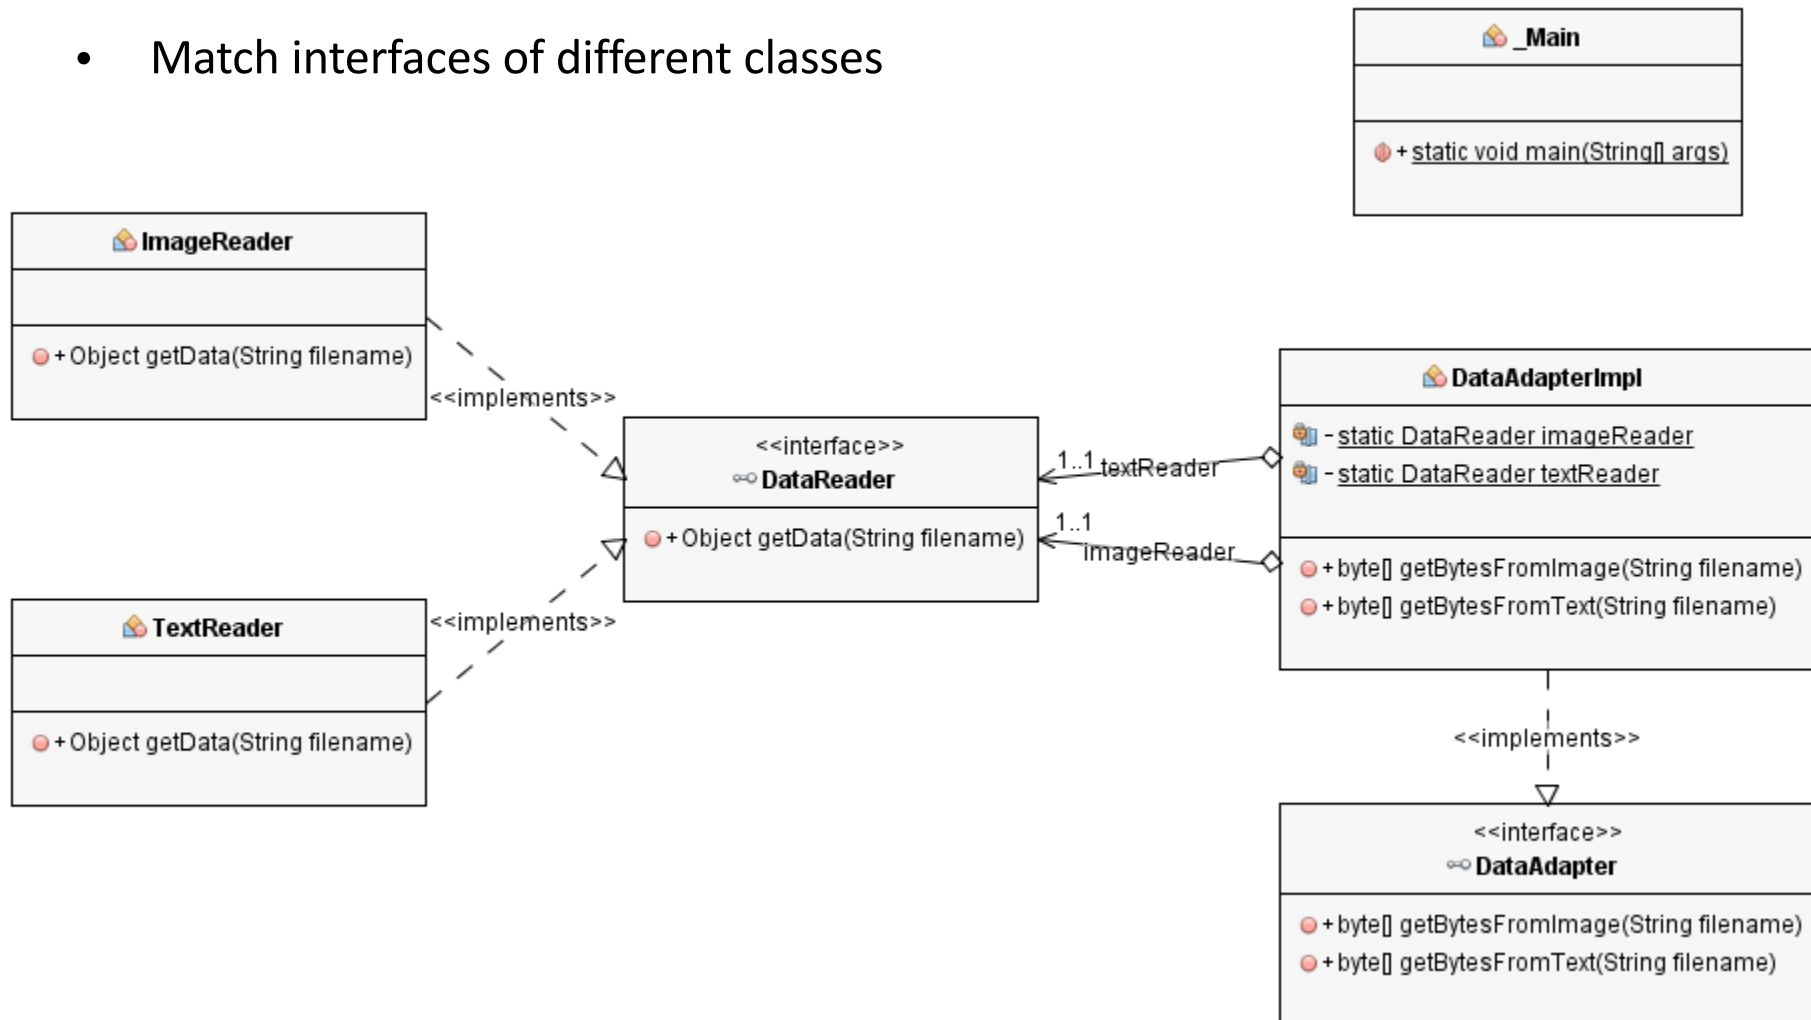 • Match interfaces of different classes
_Main
+ static void main(String[] args)
ImageReader
+ Object getData(String filename)
<<implements>>
<<interface>>
DataReader
+ Object getData(String filename)
TextReader
+ Object getData(String filename)
<<implements>>
1..1 textReader
1..1
imageReader
DataAdapterImpl
- static DataReader imageReader
- static DataReader textReader
+ byte[] getBytesFromImage(String filename)
+ byte[] getBytesFromText(String filename)
<<implements>>
<<interface>>
DataAdapter
+ byte[] getBytesFromImage(String filename)
+ byte[] getBytesFromText(String filename)